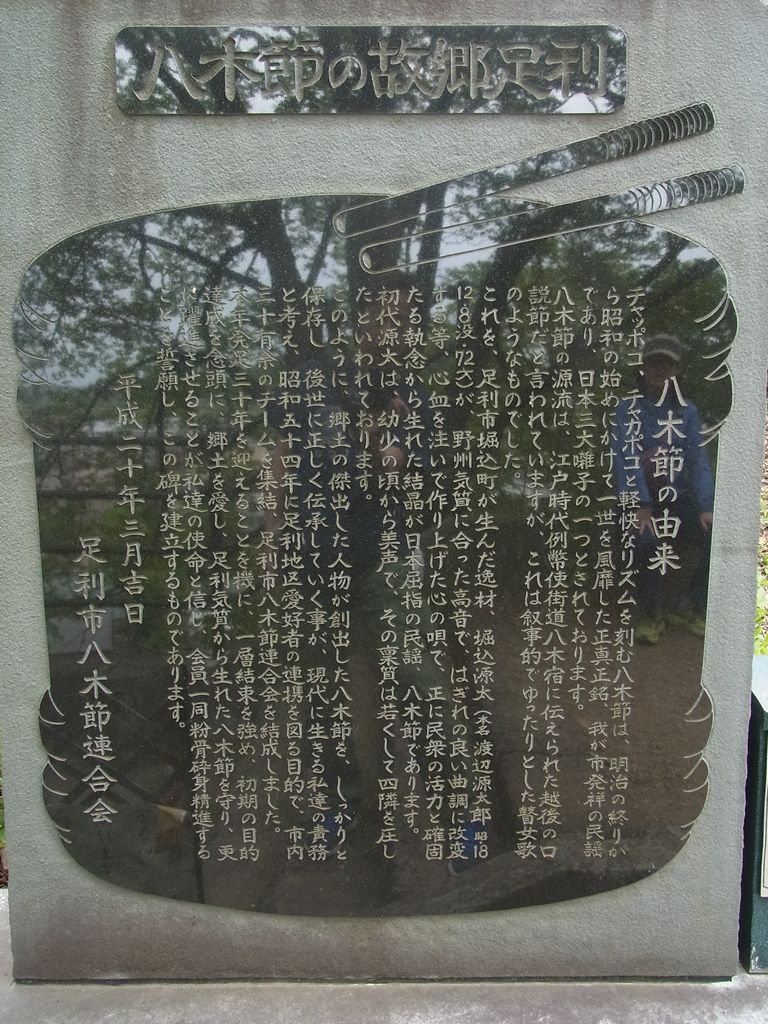 八木節の故郷足利
八木節の由来
チャッポコ、チャカポコと軽快なリズムを刻む八木節は、明治の終りか
ら昭和の始めにかけて一世を風靡した正真正銘、我が市発祥の民謡
であり、日本三大囃子の一つとされております。
八木節の源流は、江戸時代例幣使街道八木宿に伝えられた越後の口
説節だと言われていますが、これは叙事的でゆったりとした瞽女歌
のようなものでした。
これを、足利市堀込町が生んだ逸材、堀込源太（本名 渡辺源太郎 昭18
12.8没 72才）が、野州気質に合った高音で、はぎれの良い曲調に改変
する等、心血を注いで作り上げた心の唄で、正に民衆の活力と確固
たる執念から生れた結晶が日本屈指の民謡、八木節であります。
初代源太は、幼少の頃から美声で、その稟質は若くして四隣を圧し
たといわれております。
このように、郷土の傑出した人物が創出した八木節を、しっかりと
保存し、後世に正しく伝承していく事が、現代に生きる私達の責務
と考え、昭和五十四年に足利地区愛好者の連携を図る目的で、市内
三十有余のチームを集結、足利市八木節連合会を結成しました。
本年発足三十年を迎えることを機に、一層結束を強め、初期の目的
達成を念頭に、郷土を愛し、足利気質から生れた八木節を守り、更
に躍進させることが私達の使命と信じ、会員一同粉骨砕身精進する
ことを誓願し、この碑を建立するものであります。
平成二十年三月吉日
足利市八木節連合会